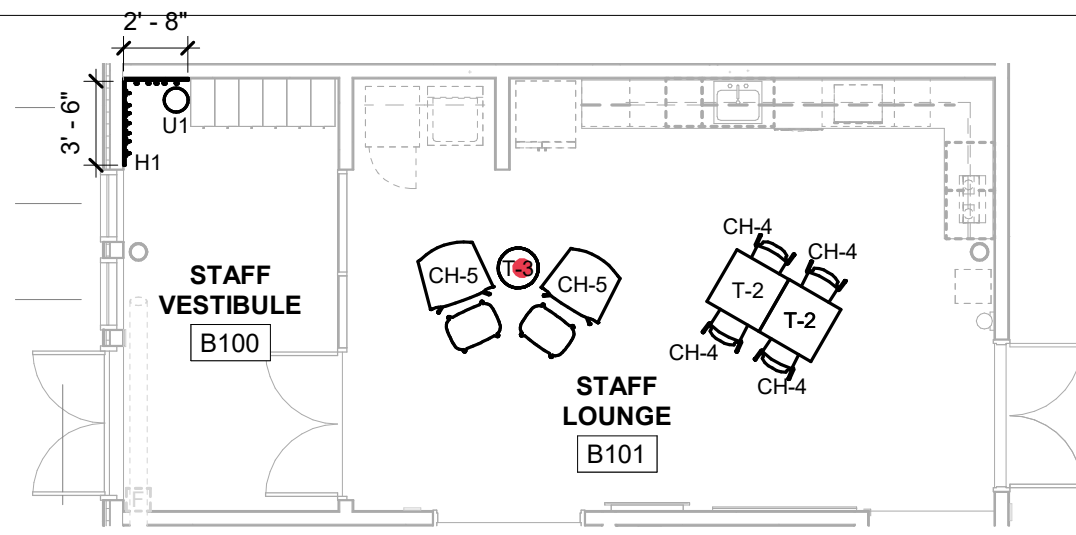 2' - 8"
3' - 6"
U1
H1
STAFF
VESTIBULE
B100
CH-5
T-3
CH-5
CH-4
CH-4
T-2
T-2
CH-4
CH-4
STAFF
LOUNGE
B101
F